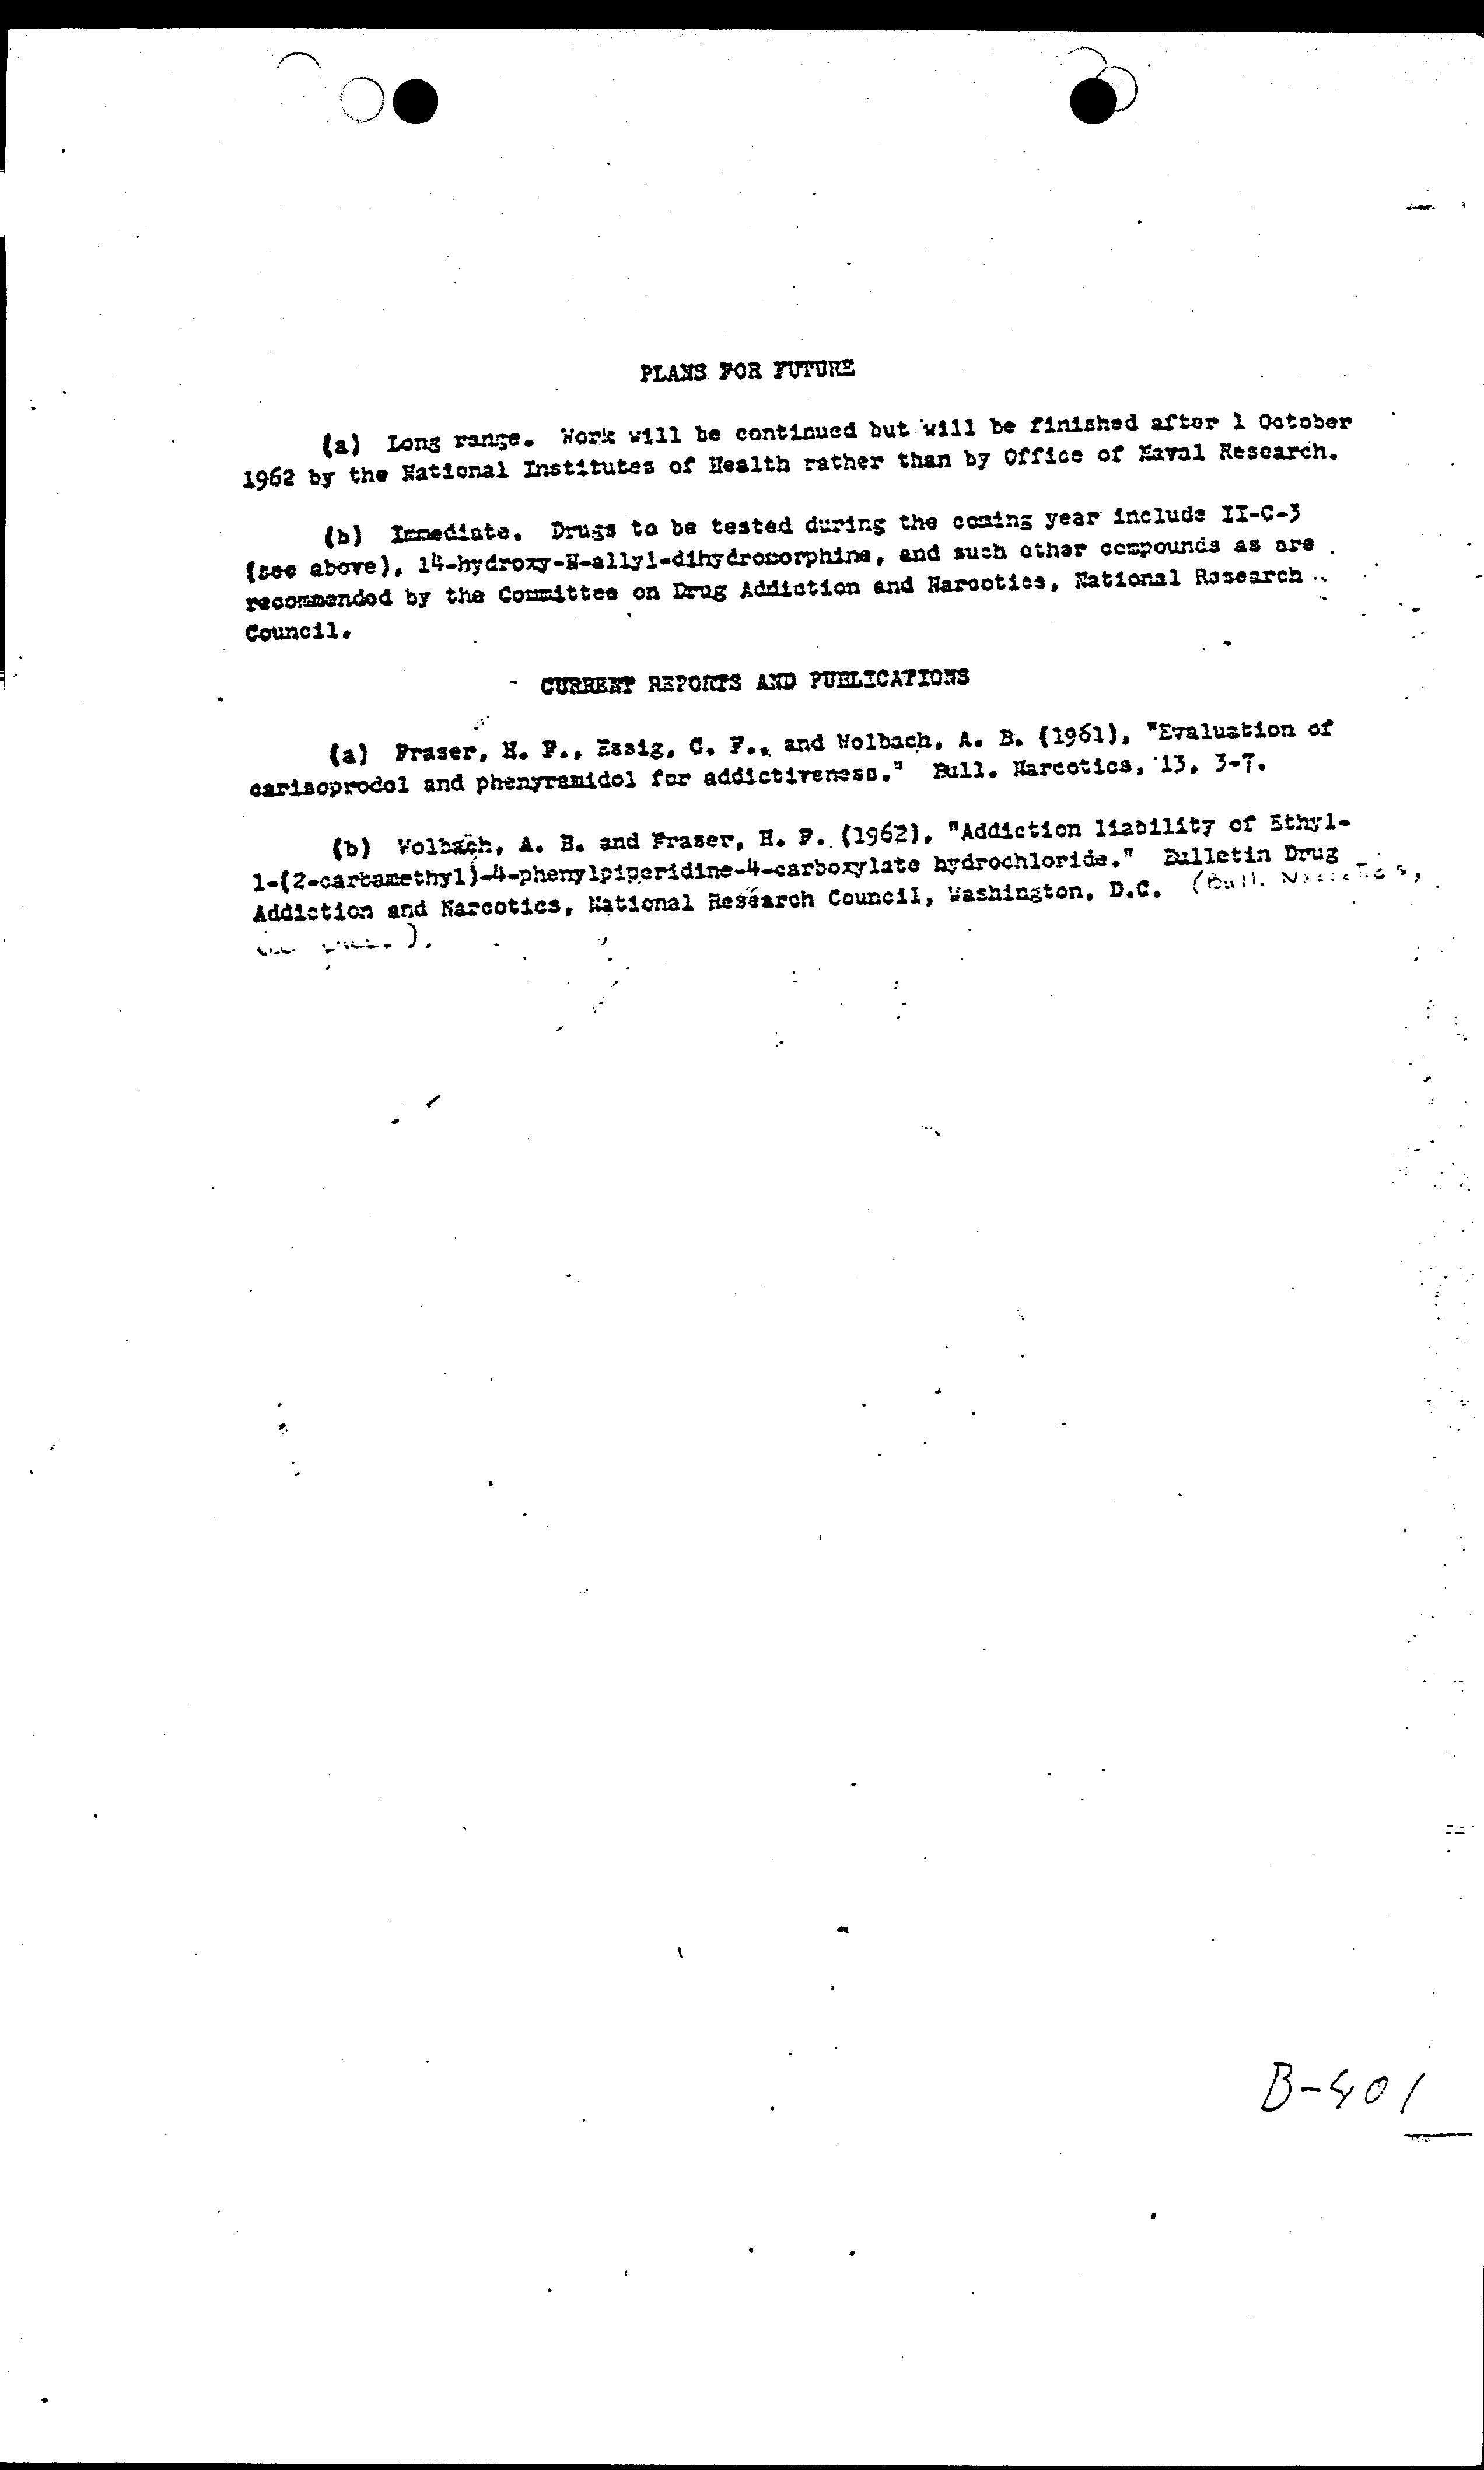 PLANS FOR FUTURE
(a) Long range. Work will be continued but will be finished after 1 October
1962 by the National Institutes of Health rather than by Office of Naval Research.
(b) Immediate. Drugs to be tested during the coming year include II-C-3
(see above), 14-hydroxy-N-allyl-dihydromorphine, and such other compounds as are
recommended by the Committee on Drug Addiction and Narcotics, National Research
Council.
CURRENT REPORTS AND PUBLICATIONS
(a) Fraser, H. F., Essig, C. F., and Wolbach, A. B. (1961), "Evaluation of
carisoprodol and phenyramidol for addictiveness." Bull. Narcotics, 13, 3-7.
(b) Wolbach, A. B. and Fraser, H. F. (1962), "Addiction liability of Ethyl-
1-(2-carbamethyl)-4-phenylpiperidine-4-carboxylate hydrochloride." Bulletin Drug
Addiction and Narcotics, National Research Council, Washington, D.C. (Bull.
).
B-401